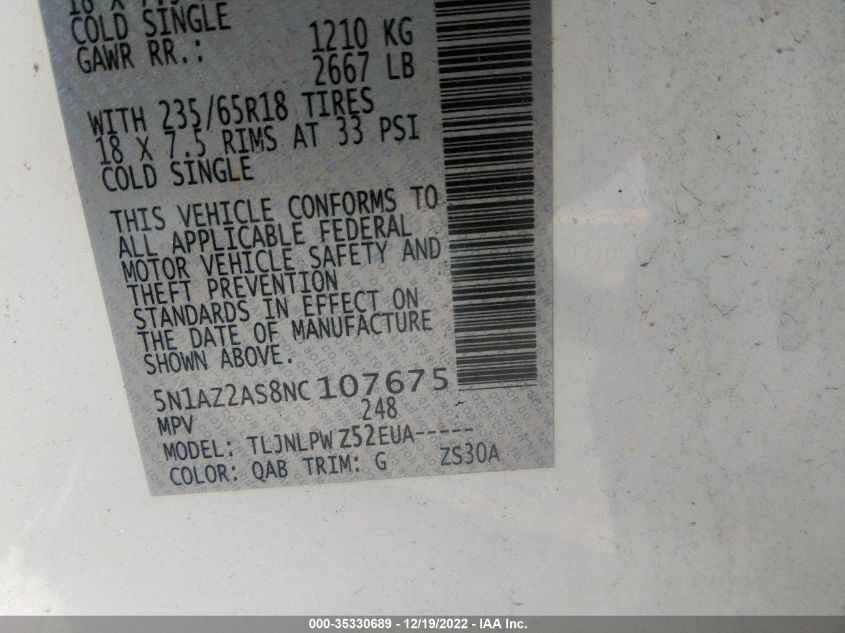 COLD SINGLE
GAWR RR.: 1210 KG
2667 LB
WITH 235/65R18 TIRES
18 X 7.5 RIMS AT 33 PSI
COLD SINGLE
THIS VEHICLE CONFORMS TO
ALL APPLICABLE FEDERAL
MOTOR VEHICLE SAFETY AND
THEFT PREVENTION
STANDARDS IN EFFECT ON
THE DATE OF MANUFACTURE
SHOWN ABOVE.
5N1AZ2AS8NC107675
MPV 248
MODEL: TLJNLPW Z52EUA-----
COLOR: QAB TRIM: G ZS30A
000-35330689 - 12/19/2022 - IAA Inc.